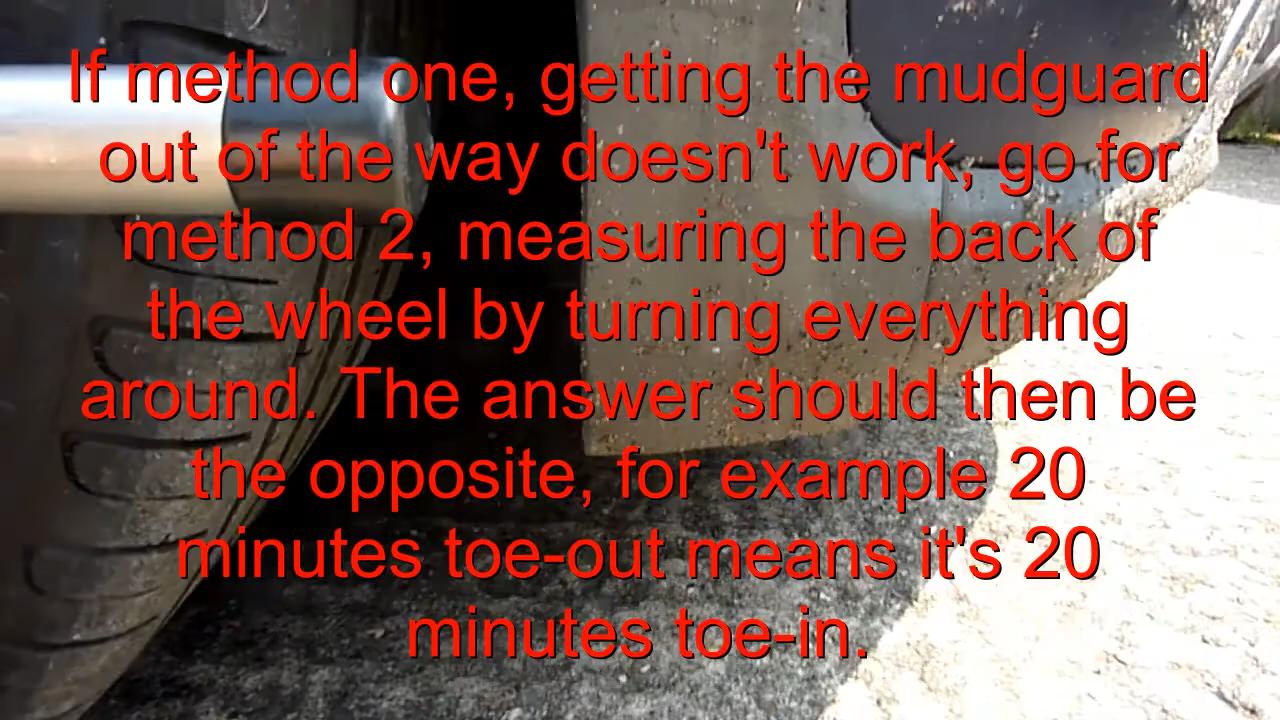 If method one, getting the mudguard
out of the way doesn't work, go for
method 2, measuring the back of
the wheel by turning everything
around. The answer should then be
the opposite, for example 20
minutes toe-out means it's 20
minutes toe-in.